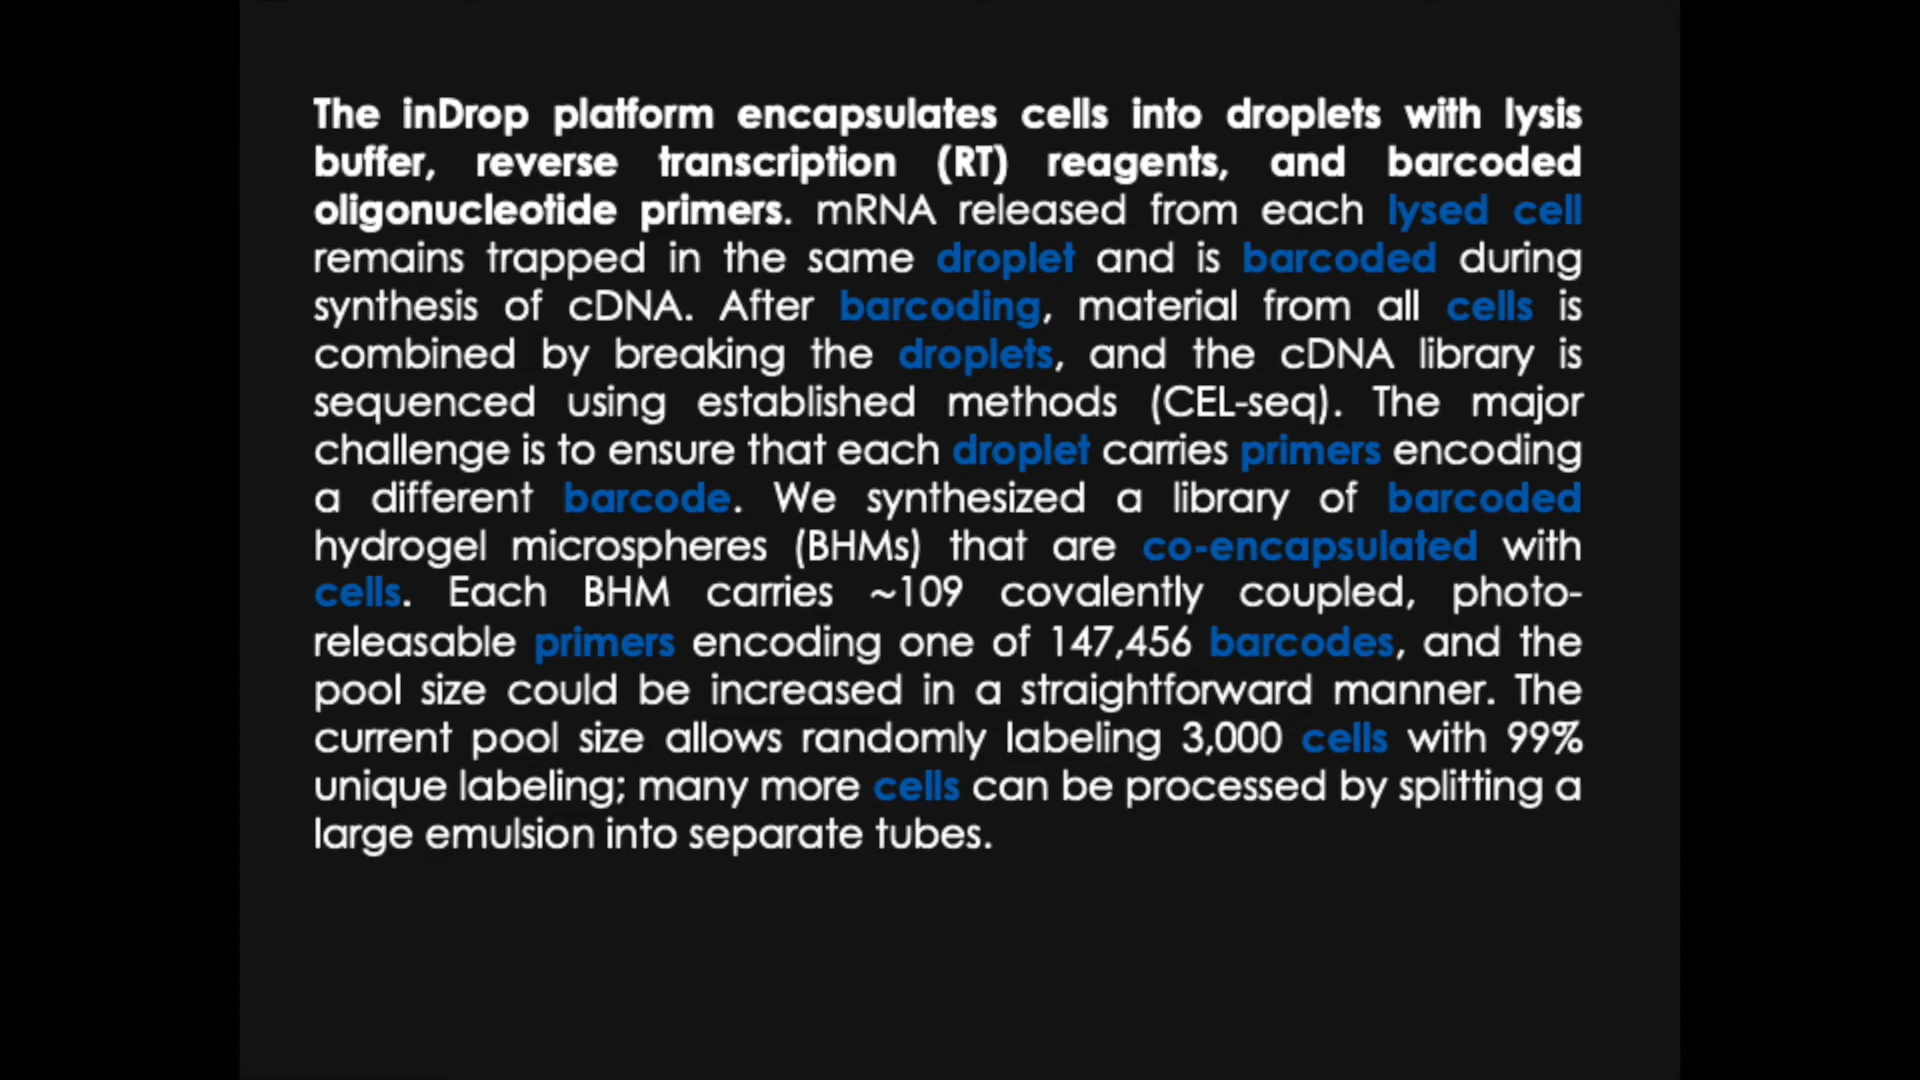 The inDrop platform encapsulates cells into droplets with lysis
buffer, reverse transcription (RT) reagents, and barcoded
oligonucleotide primers. mRNA released from each lysed cell
remains trapped in the same droplet and is barcoded during
synthesis of cDNA. After barcoding, material from all cells is
combined by breaking the droplets, and the cDNA library is
sequenced using established methods (CEL-seq). The major
challenge is to ensure that each droplet carries primers encoding
a different barcode. We synthesized a library of barcoded
hydrogel microspheres (BHMs) that are co-encapsulated with
cells. Each BHM carries ~109 covalently coupled, photo-
releasable primers encoding one of 147,456 barcodes, and the
pool size could be increased in a straightforward manner. The
current pool size allows randomly labeling 3,000 cells with 99%
unique labeling; many more cells can be processed by splitting a
large emulsion into separate tubes.